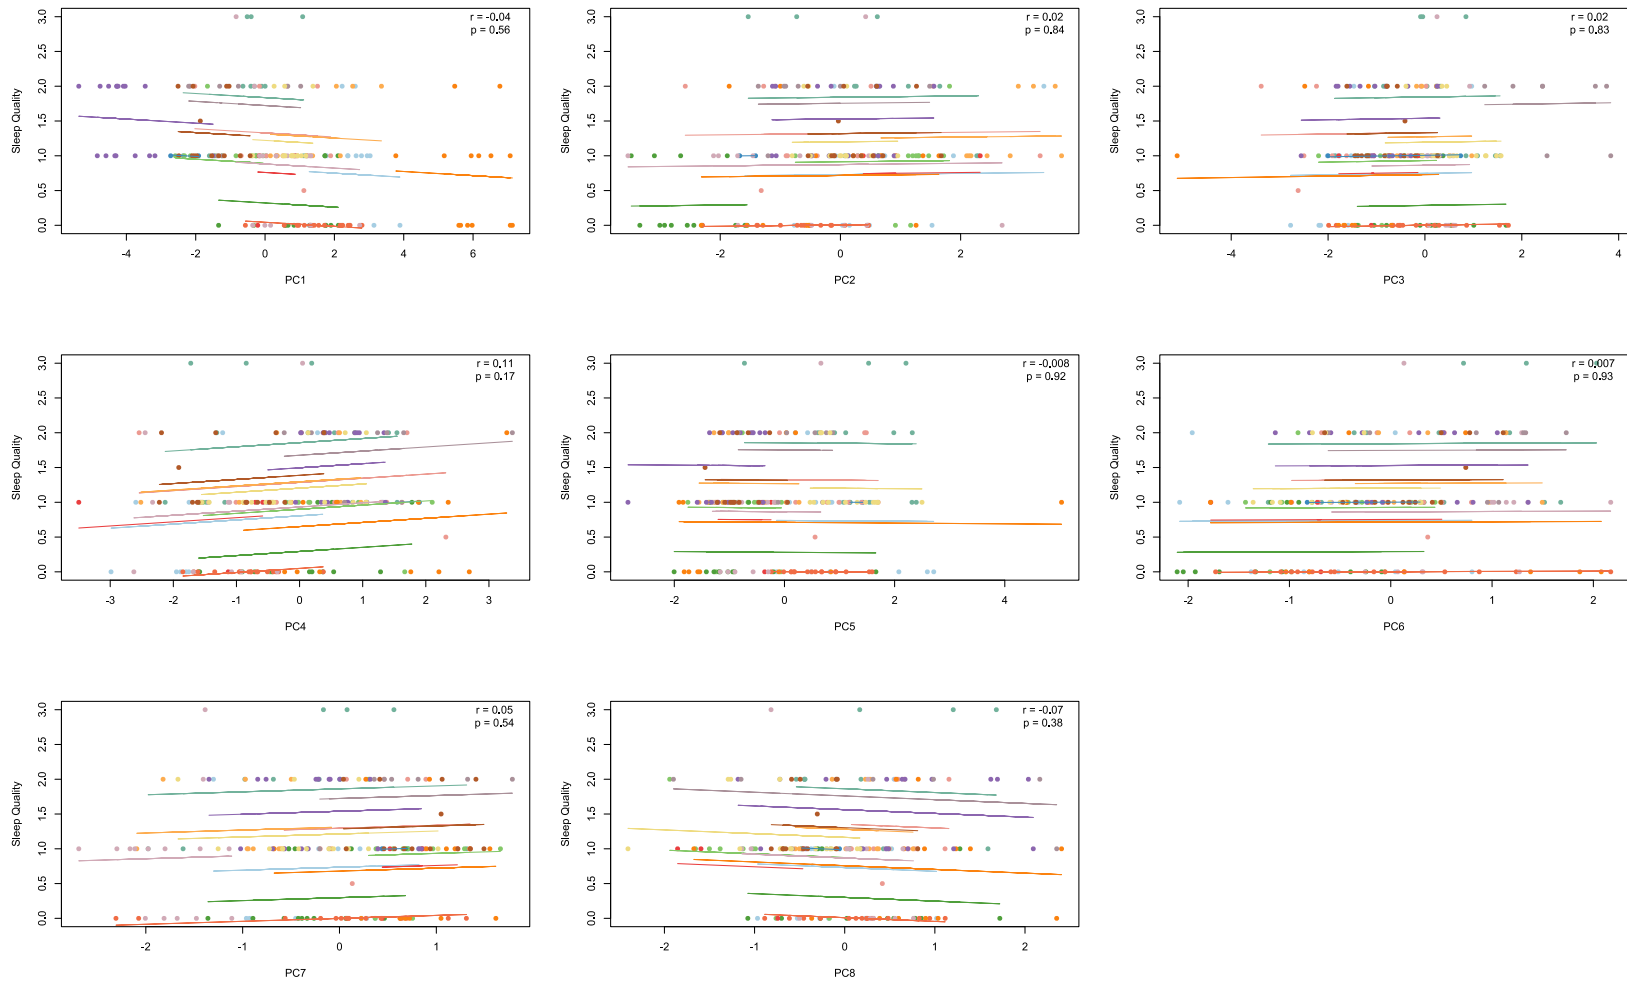 r = -0.04
p = 0.56
Sleep Quality
0.0 0.5 1.0 1.5 2.0 2.5 3.0
-4 -2 0 2 4 6
PC1
r = 0.02
p = 0.84
Sleep Quality
0.0 0.5 1.0 1.5 2.0 2.5 3.0
-2 0 2
PC2
r = 0.02
p = 0.83
Sleep Quality
0.0 0.5 1.0 1.5 2.0 2.5 3.0
-4 -2 0 2 4
PC3
r = 0.11
p = 0.17
Sleep Quality
0.0 0.5 1.0 1.5 2.0 2.5 3.0
-3 -2 -1 0 1 2 3
PC4
r = -0.008
p = 0.92
Sleep Quality
0.0 0.5 1.0 1.5 2.0 2.5 3.0
-2 0 2 4
PC5
r = 0.007
p = 0.93
Sleep Quality
0.0 0.5 1.0 1.5 2.0 2.5 3.0
-2 -1 0 1 2
PC6
r = 0.05
p = 0.54
Sleep Quality
0.0 0.5 1.0 1.5 2.0 2.5 3.0
-2 -1 0 1
PC7
r = -0.07
p = 0.38
Sleep Quality
0.0 0.5 1.0 1.5 2.0 2.5 3.0
-2 -1 0 1 2
PC8